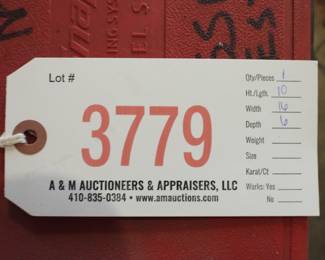 Lot #
3779
A & M AUCTIONEERS & APPRAISERS, LLC
410-835-0384 • www.amauctions.com
Qty/Pieces 1
Ht./Lgth. 10
Width 16
Depth 6
Weight
Size
Karat/Ct
Works: Yes
No